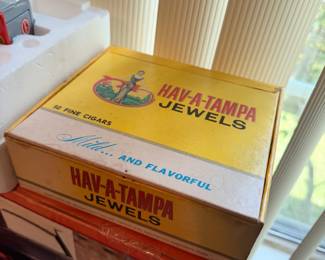 HAV-A-TAMPA
JEWELS
50 FINE CIGARS
Mild... AND FLAVORFUL
HAV-A-TAMPA
JEWELS